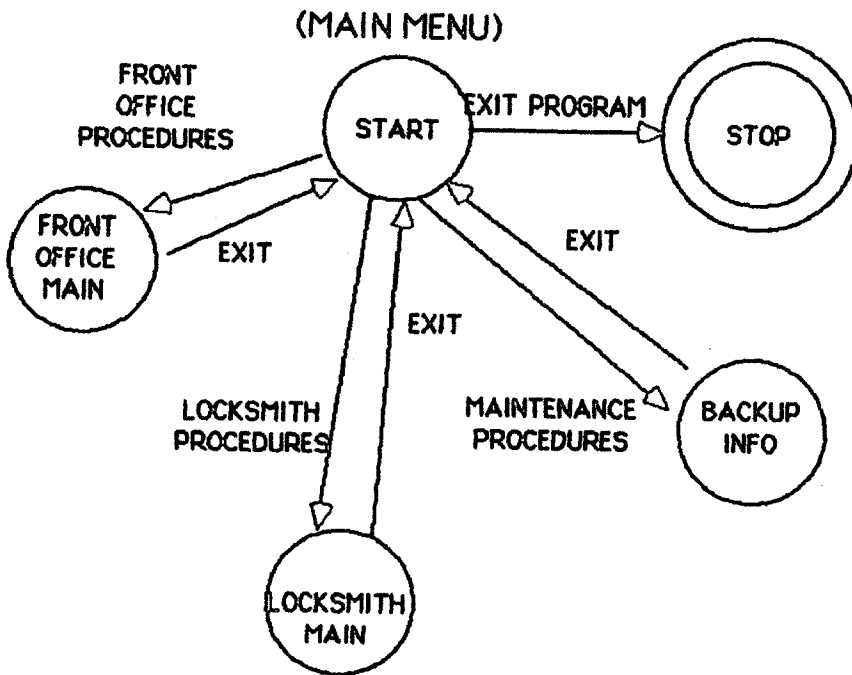 (MAIN MENU)
FRONT
OFFICE
PROCEDURES
START
EXIT PROGRAM
STOP
FRONT
OFFICE
MAIN
EXIT
EXIT
EXIT
LOCKSMITH
PROCEDURES
MAINTENANCE
PROCEDURES
BACKUP
INFO
LOCKSMITH
MAIN